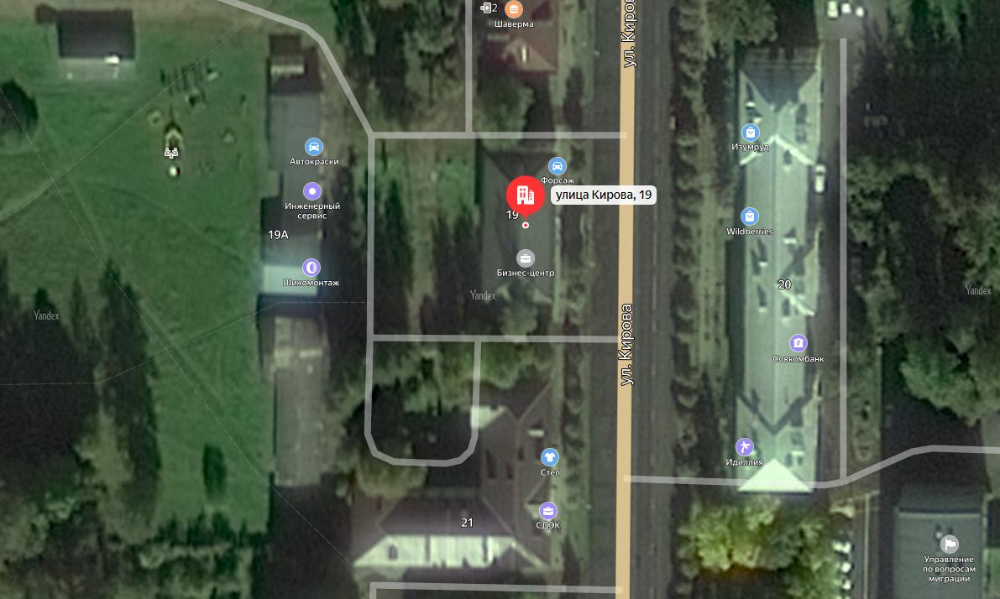 2
Шаверма
ул. Кирова
Изумруд
Автокраски
Форсаж
улица Кирова, 19
Инженерный
сервис
19
19А
Wildberries
Бизнес-центр
Шиномонтаж
20
Yandex
Yandex
Yandex
ул. Кирова
Совкомбанк
Идиллия
Степ
21
СДЭК
Управление
по вопросам
миграции